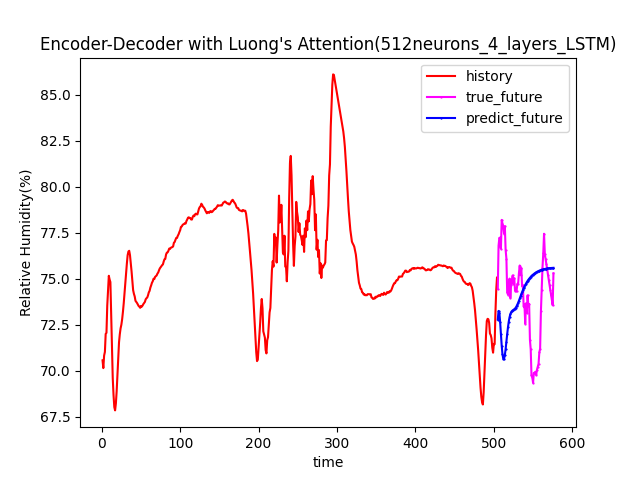 Encoder-Decoder with Luong's Attention(512neurons_4_layers_LSTM)
history
true_future
predict_future
85.0
82.5
80.0
77.5
75.0
72.5
70.0
67.5
Relative Humidity(%)
0 100 200 300 400 500 600
time